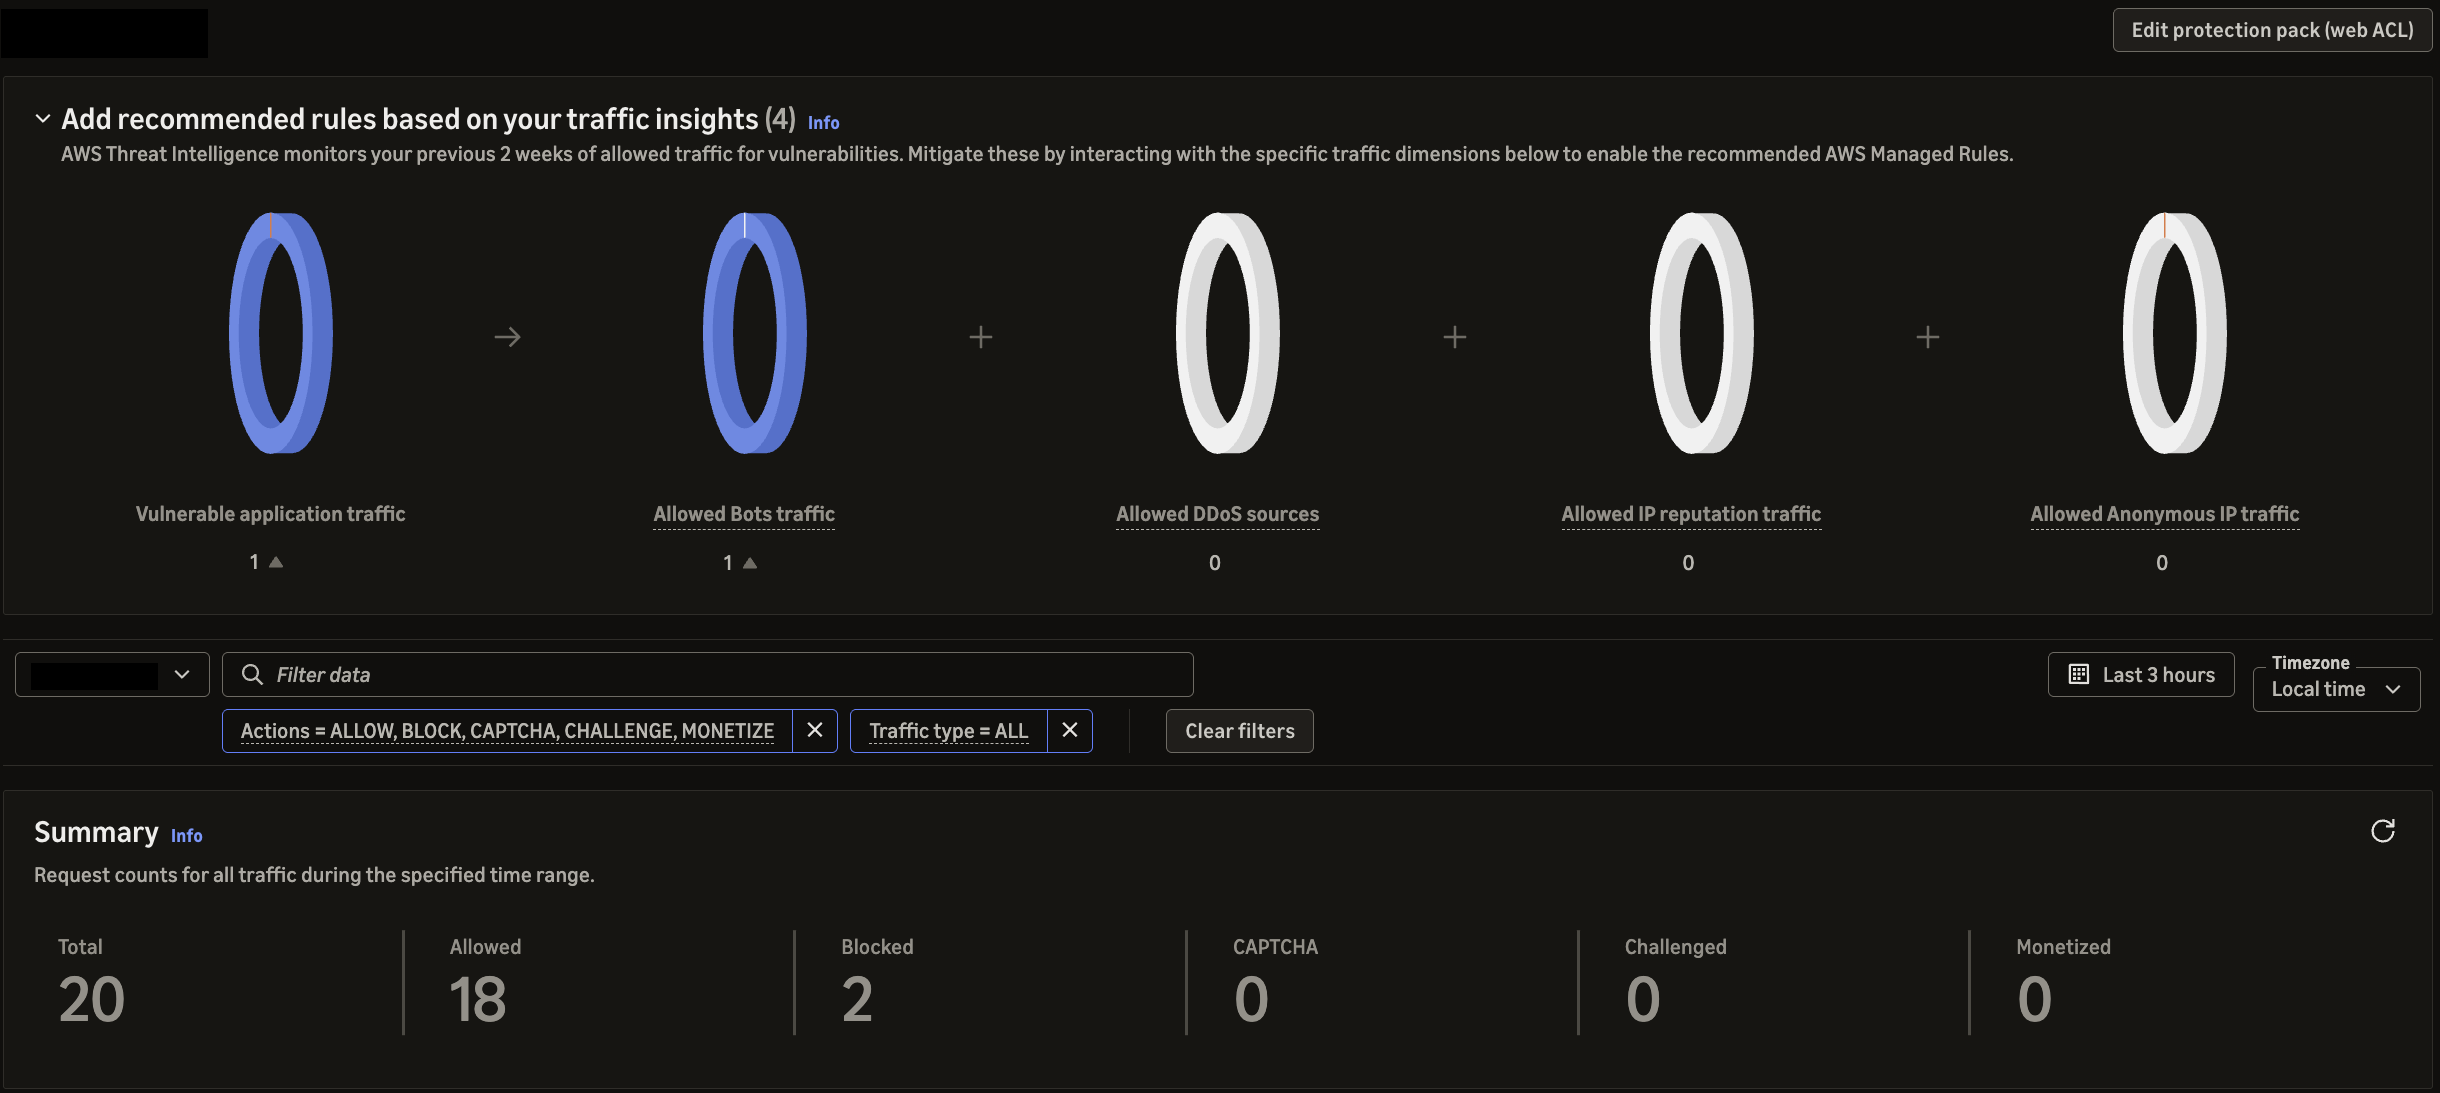 Edit protection pack (web ACL)
Add recommended rules based on your traffic insights (4) Info
AWS Threat Intelligence monitors your previous 2 weeks of allowed traffic for vulnerabilities. Mitigate these by interacting with the specific traffic dimensions below to enable the recommended AWS Managed Rules.
Vulnerable application traffic
1
Allowed Bots traffic
1
Allowed DDoS sources
0
Allowed IP reputation traffic
0
Allowed Anonymous IP traffic
0
Filter data
Last 3 hours
Timezone
Local time
Actions = ALLOW, BLOCK, CAPTCHA, CHALLENGE, MONETIZE
Traffic type = ALL
Clear filters
Summary Info
Request counts for all traffic during the specified time range.
Total
20
Allowed
18
Blocked
2
CAPTCHA
0
Challenged
0
Monetized
0